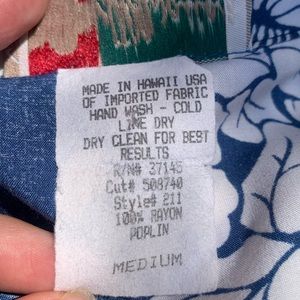 MADE IN HAWAII USA
OF IMPORTED FABRIC
HAND WASH - COLD
LINE DRY
DRY CLEAN FOR BEST
RESULTS
R/N# 37145
Cut# 508740
Style# 211
100% RAYON
POPLIN
MEDIUM